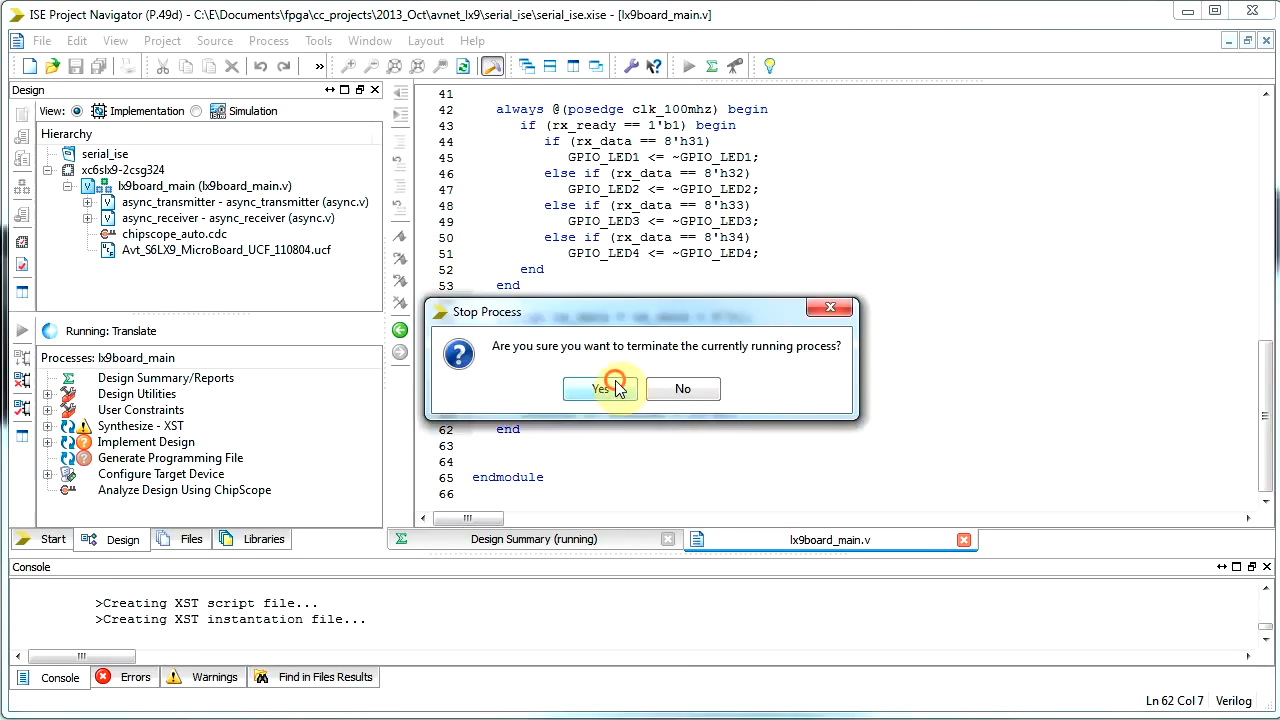 ISE Project Navigator (P.49d) - C:\E\Documents\fpga\cc_projects\2013_Oct\avnet_lx9\serial_ise\serial_ise.xise - [lx9board_main.v]
File Edit View Project Source Process Tools Window Layout Help
»
Design
View: Implementation Simulation
Hierarchy
serial_ise
xc6slx9-2csg324
lx9board_main (lx9board_main.v)
async_transmitter - async_transmitter (async.v)
async_receiver - async_receiver (async.v)
chipscope_auto.cdc
Avt_S6LX9_MicroBoard_UCF_110804.ucf
Running: Translate
Processes: lx9board_main
Design Summary/Reports
Design Utilities
User Constraints
Synthesize - XST
Implement Design
Generate Programming File
Configure Target Device
Analyze Design Using ChipScope
Start Design Files Libraries
41
42 always @(posedge clk_100mhz) begin
43 if (rx_ready == 1'b1) begin
44 if (rx_data == 8'h31)
45 GPIO_LED1 <= ~GPIO_LED1;
46 else if (rx_data == 8'h32)
47 GPIO_LED2 <= ~GPIO_LED2;
48 else if (rx_data == 8'h33)
49 GPIO_LED3 <= ~GPIO_LED3;
50 else if (rx_data == 8'h34)
51 GPIO_LED4 <= ~GPIO_LED4;
52 end
53 end
Stop Process
Are you sure you want to terminate the currently running process?
Yes No
62 end
63
64
65 endmodule
66
Design Summary (running) lx9board_main.v
Console
>Creating XST script file...
>Creating XST instantation file...
Console Errors Warnings Find in Files Results
Ln 62 Col 7 Verilog